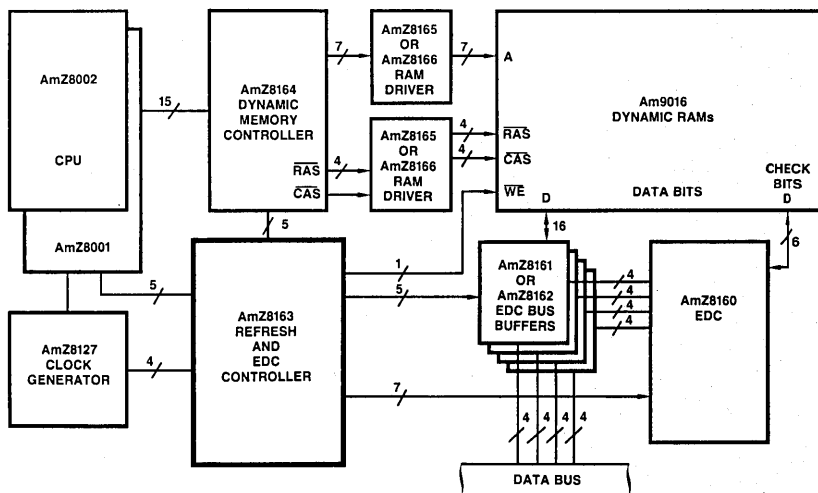 AmZ8002
CPU
AmZ8001
15
AmZ8164
DYNAMIC
MEMORY
CONTROLLER
RAS
CAS
7
AmZ8165
OR
AmZ8166
RAM
DRIVER
7
4
AmZ8165
OR
AmZ8166
RAM
DRIVER
4
4
A
RAS
CAS
WE
Am9016
DYNAMIC RAMs
DATA BITS
D
CHECK
BITS
D
16
6
5
5
AmZ8127
CLOCK
GENERATOR
4
AmZ8163
REFRESH
AND
EDC
CONTROLLER
1
5
7
AmZ8161
OR
AmZ8162
EDC BUS
BUFFERS
4
4
4
4
AmZ8160
EDC
4
4
4
4
DATA BUS